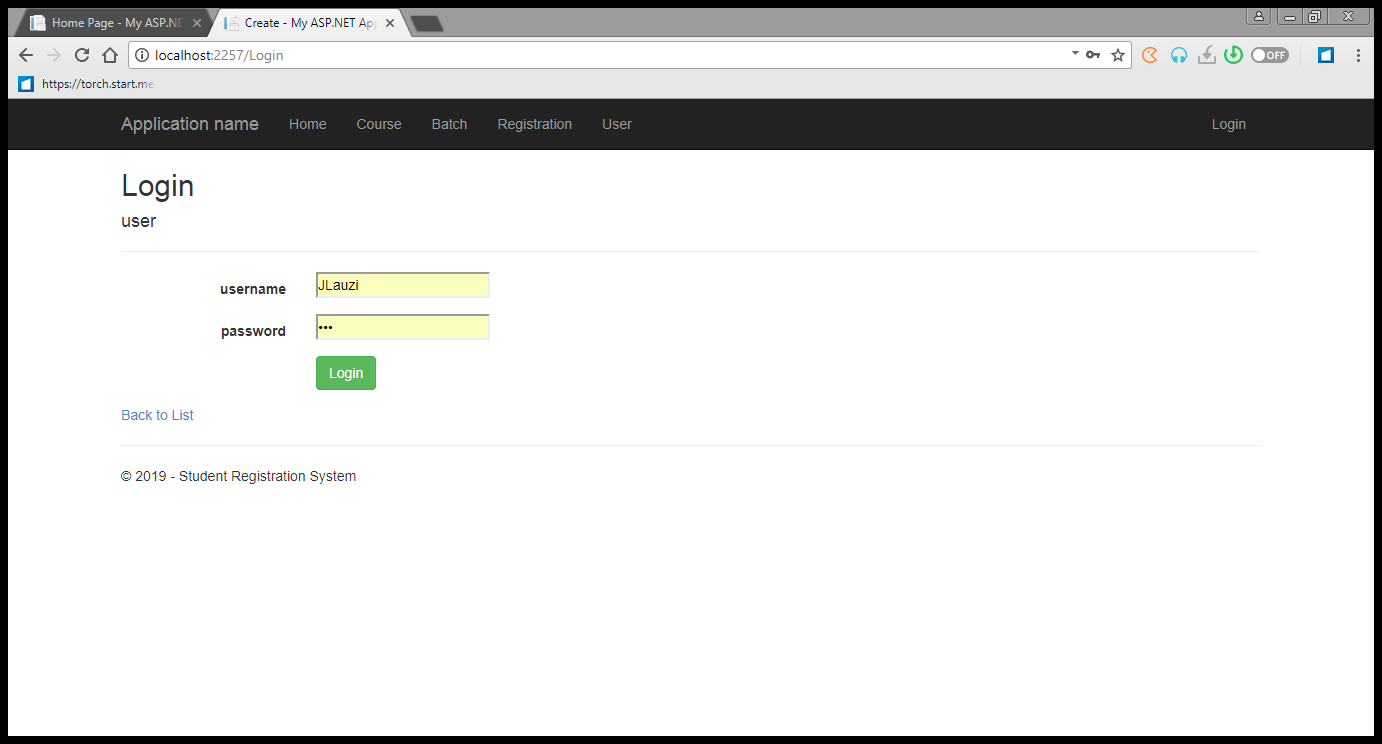 Home Page - My ASP.NE
Create - My ASP.NET App
localhost:2257/Login
OFF
https://torch.start.me
Application name Home Course Batch Registration User Login
Login
user
username JLauzi
password •••
Login
Back to List
© 2019 - Student Registration System